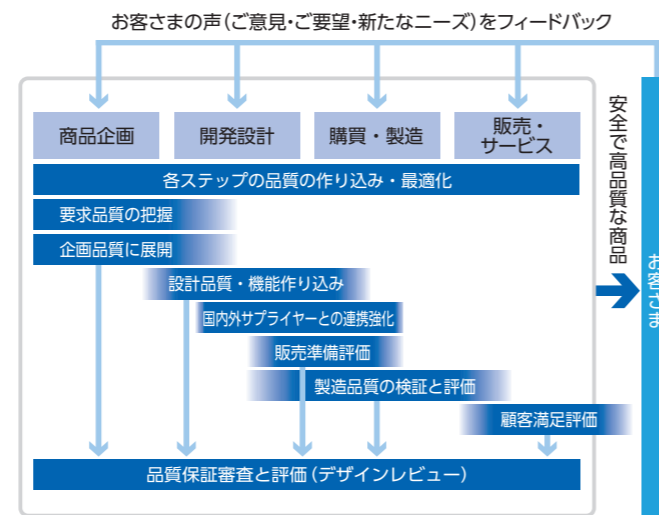 お客さまの声(ご意見・ご要望・新たなニーズ)をフィードバック
商品企画
開発設計
購買・製造
販売・
サービス
各ステップの品質の作り込み・最適化
要求品質の把握
企画品質に展開
設計品質・機能作り込み
国内外サプライヤーとの連携強化
販売準備評価
製造品質の検証と評価
顧客満足評価
品質保証審査と評価(デザインレビュー)
安全で高品質な商品
お客さま